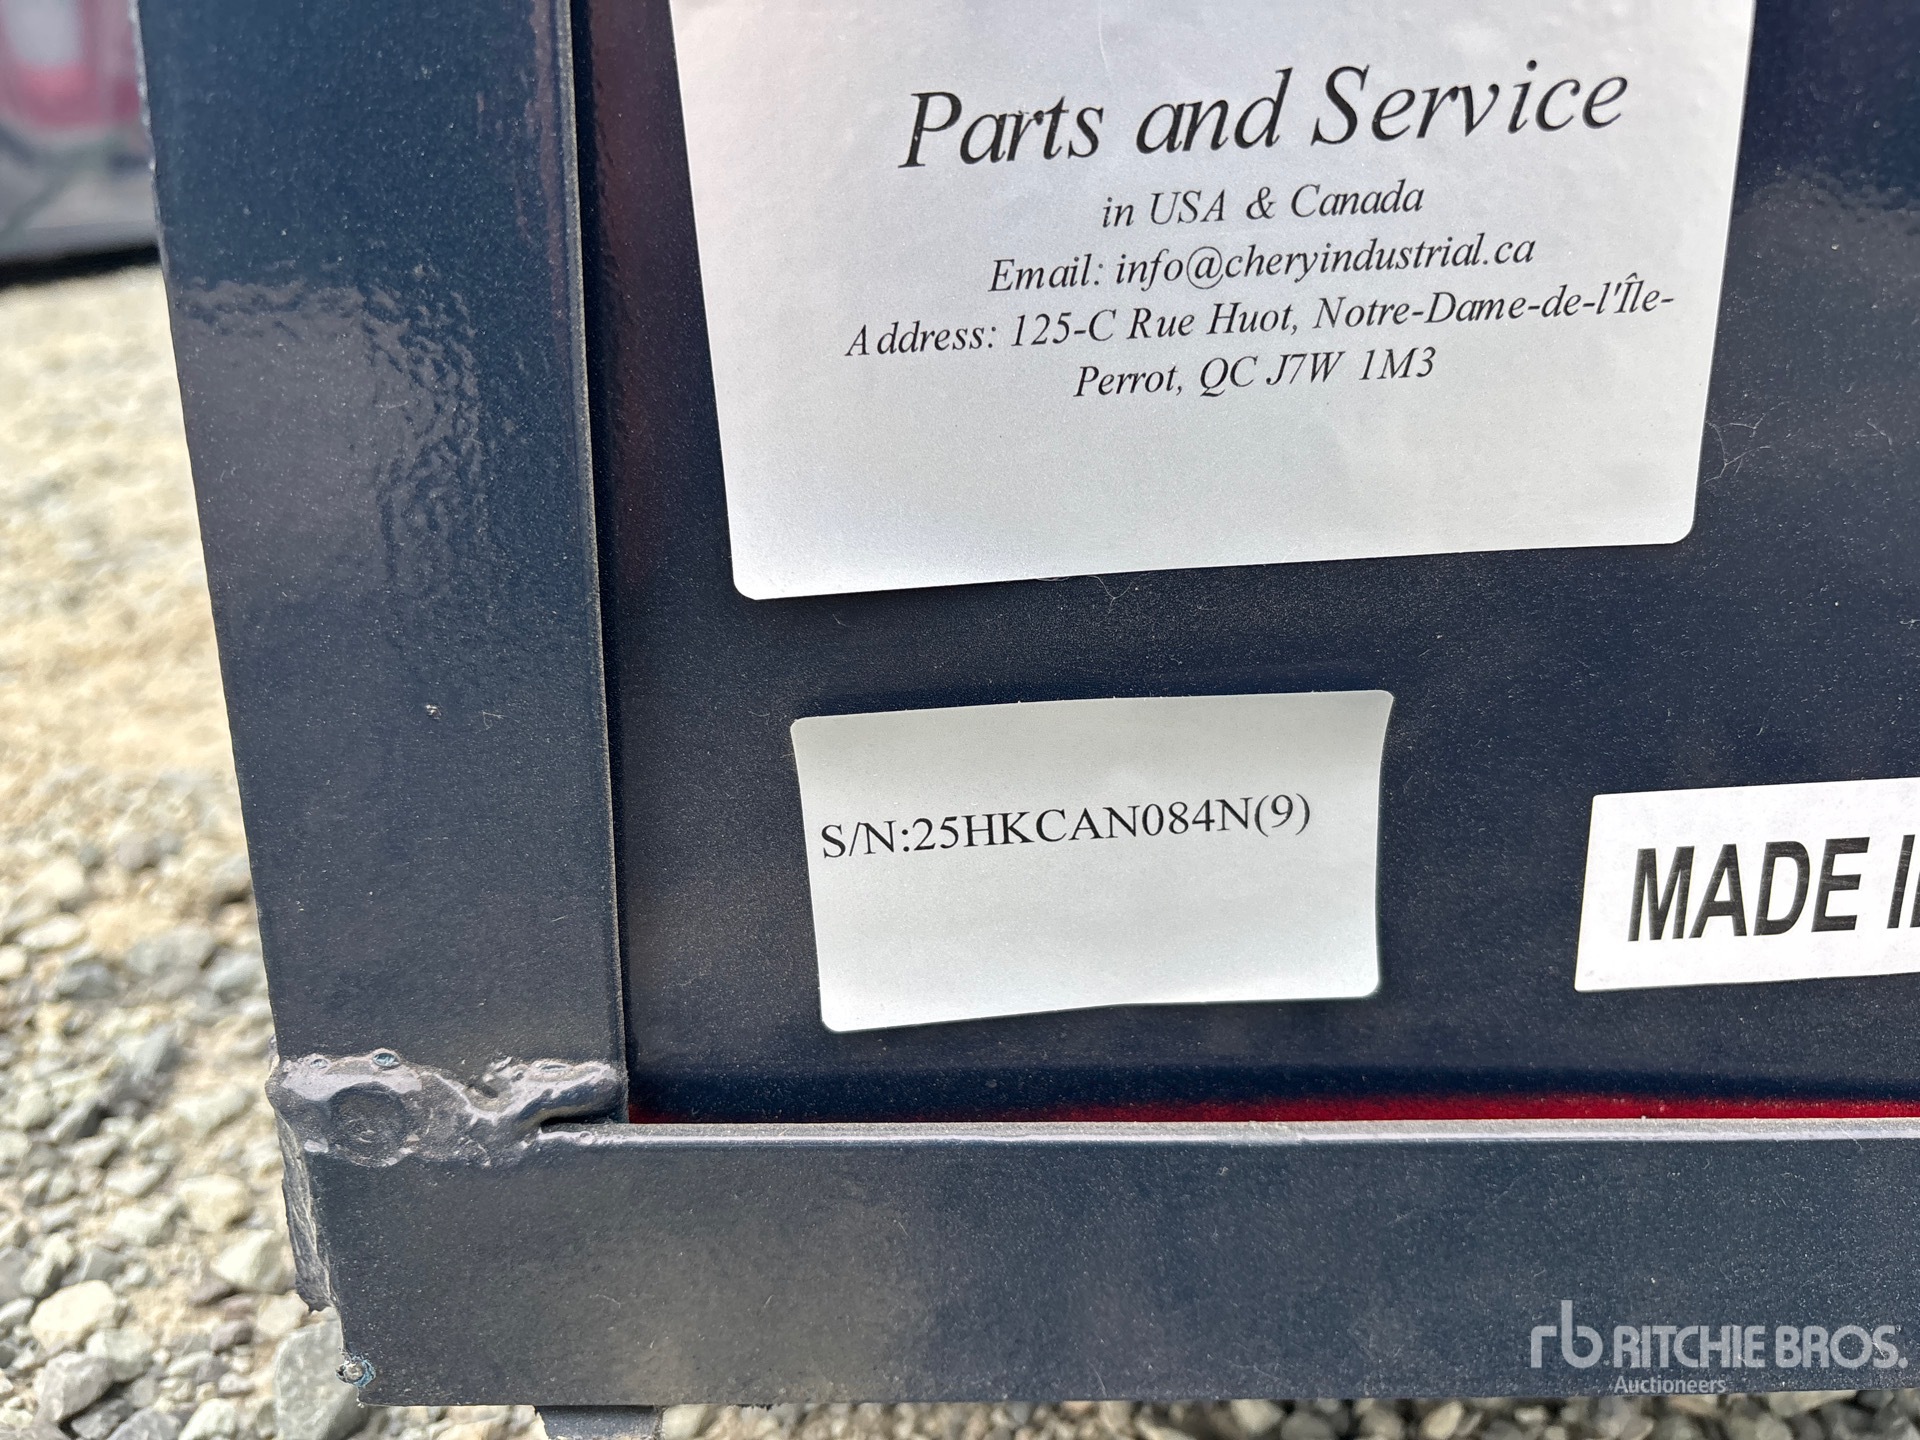 Parts and Service
in USA & Canada
Email: info@cheryindustrial.ca
Address: 125-C Rue Huot, Notre-Dame-de-l'Île-
Perrot, QC J7W 1M3
S/N:25HKCAN084N(9)
MADE
rb RITCHIE BROS.
Auctioneers